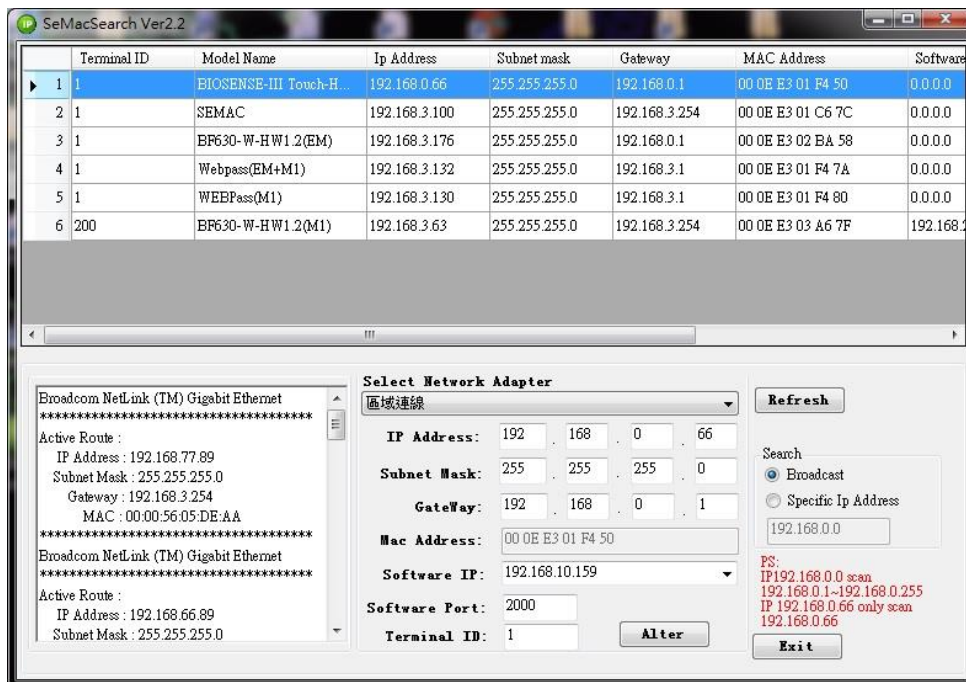 SeMacSearch Ver2.2
Terminal ID Model Name Ip Address Subnet mask Gateway MAC Address Software
1 1 BIOSENSE-III Touch-H... 192.168.0.66 255.255.255.0 192.168.0.1 00 0E E3 01 F4 50 0.0.0.0
2 1 SEMAC 192.168.3.100 255.255.255.0 192.168.3.254 00 0E E3 01 C6 7C 0.0.0.0
3 1 BF630-W-HW1.2(EM) 192.168.3.176 255.255.255.0 192.168.0.1 00 0E E3 02 BA 58 0.0.0.0
4 1 Webpass(EM+M1) 192.168.3.132 255.255.255.0 192.168.3.1 00 0E E3 01 F4 7A 0.0.0.0
5 1 WEBPass(M1) 192.168.3.130 255.255.255.0 192.168.3.1 00 0E E3 01 F4 80 0.0.0.0
6 200 BF630-W-HW1.2(M1) 192.168.3.63 255.255.255.0 192.168.3.254 00 0E E3 03 A6 7F 192.168.2
Broadcom NetLink (TM) Gigabit Ethernet
**************************************
Active Route :
IP Address : 192.168.77.89
Subnet Mask : 255.255.255.0
Gateway : 192.168.3.254
MAC : 00:00:56:05:DE:AA
**************************************
Broadcom NetLink (TM) Gigabit Ethernet
**************************************
Active Route :
IP Address : 192.168.66.89
Subnet Mask : 255.255.255.0
Select Network Adapter
區域連線
IP Address: 192 . 168 . 0 . 66
Subnet Mask: 255 . 255 . 255 . 0
GateWay: 192 . 168 . 0 . 1
Mac Address: 00 0E E3 01 F4 50
Software IP: 192.168.10.159
Software Port: 2000
Terminal ID: 1
Alter
Refresh
Search
Broadcast
Specific Ip Address
192.168.0.0
PS:
IP192.168.0.0 scan
192.168.0.1~192.168.0.255
IP 192.168.0.66 only scan
192.168.0.66
Exit